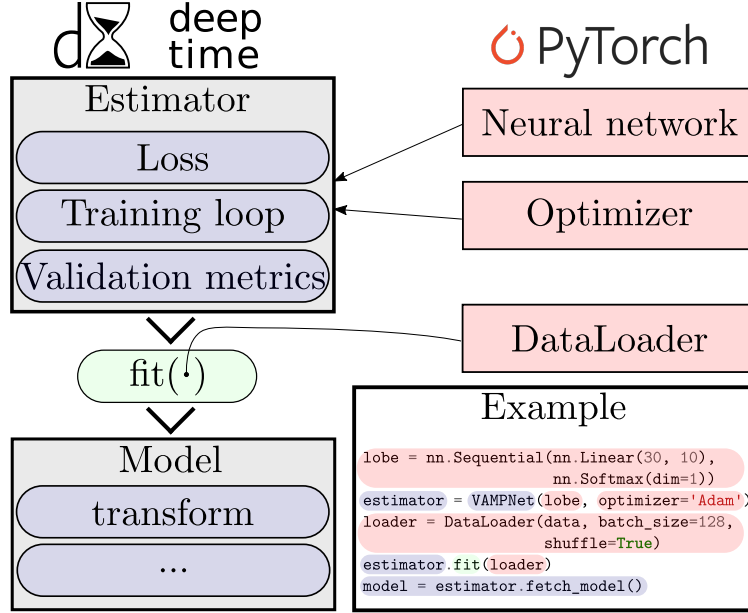 d
deep
time
PyTorch
Estimator
Loss
Training loop
Validation metrics
Neural network
Optimizer
DataLoader
fit(·)
Model
transform
...
Example
lobe = nn.Sequential(nn.Linear(30, 10),
nn.Softmax(dim=1))
estimator = VAMPNet(lobe, optimizer='Adam')
loader = DataLoader(data, batch_size=128,
shuffle=True)
estimator.fit(loader)
model = estimator.fetch_model()